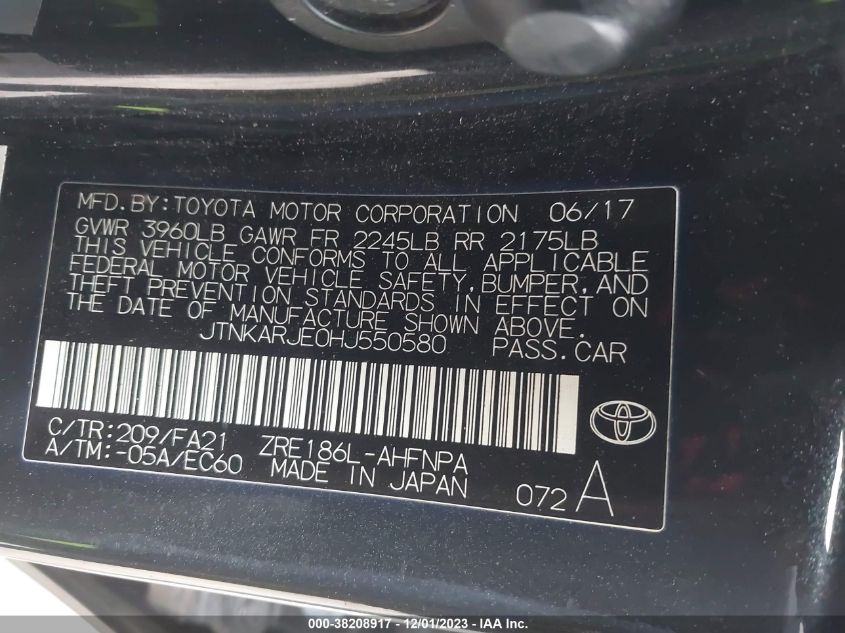 MFD.BY:TOYOTA MOTOR CORPORATION 06/17
GVWR 3960LB GAWR FR 2245LB RR 2175LB
THIS VEHICLE CONFORMS TO ALL APPLICABLE
FEDERAL MOTOR VEHICLE SAFETY,BUMPER,AND
THEFT PREVENTION STANDARDS IN EFFECT ON
THE DATE OF MANUFACTURE SHOWN ABOVE.
JTNKARJE0HJ550580 PASS.CAR
C/TR:209/FA21 ZRE186L-AHFNPA
A/TM:-05A/EC60 MADE IN JAPAN
072 A
000-38208917 - 12/01/2023 - IAA Inc.